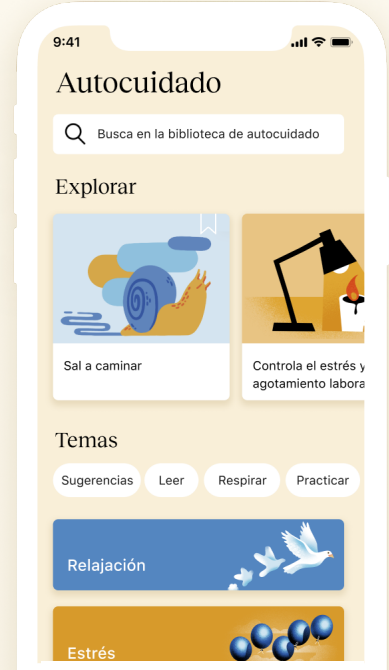 9:41
Autocuidado
Busca en la biblioteca de autocuidado
Explorar
Sal a caminar
Controla el estrés y
agotamiento
Temas
Sugerencias Leer Respirar Practicar
Relajación
Estrés